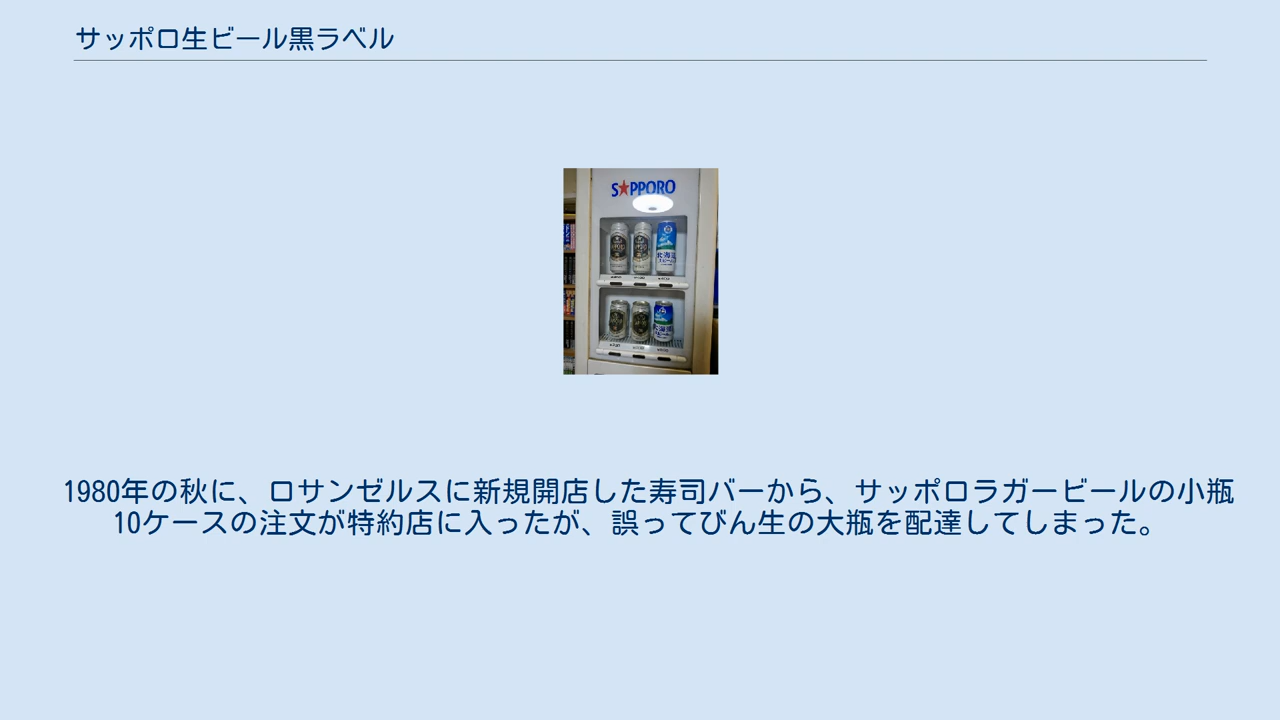 サッポロ生ビール黒ラベル
SAPPORO
北海道
1980年の秋に、ロサンゼルスに新規開店した寿司バーから、サッポロラガービールの小瓶
10ケースの注文が特約店に入ったが、誤ってびん生の大瓶を配達してしまった。